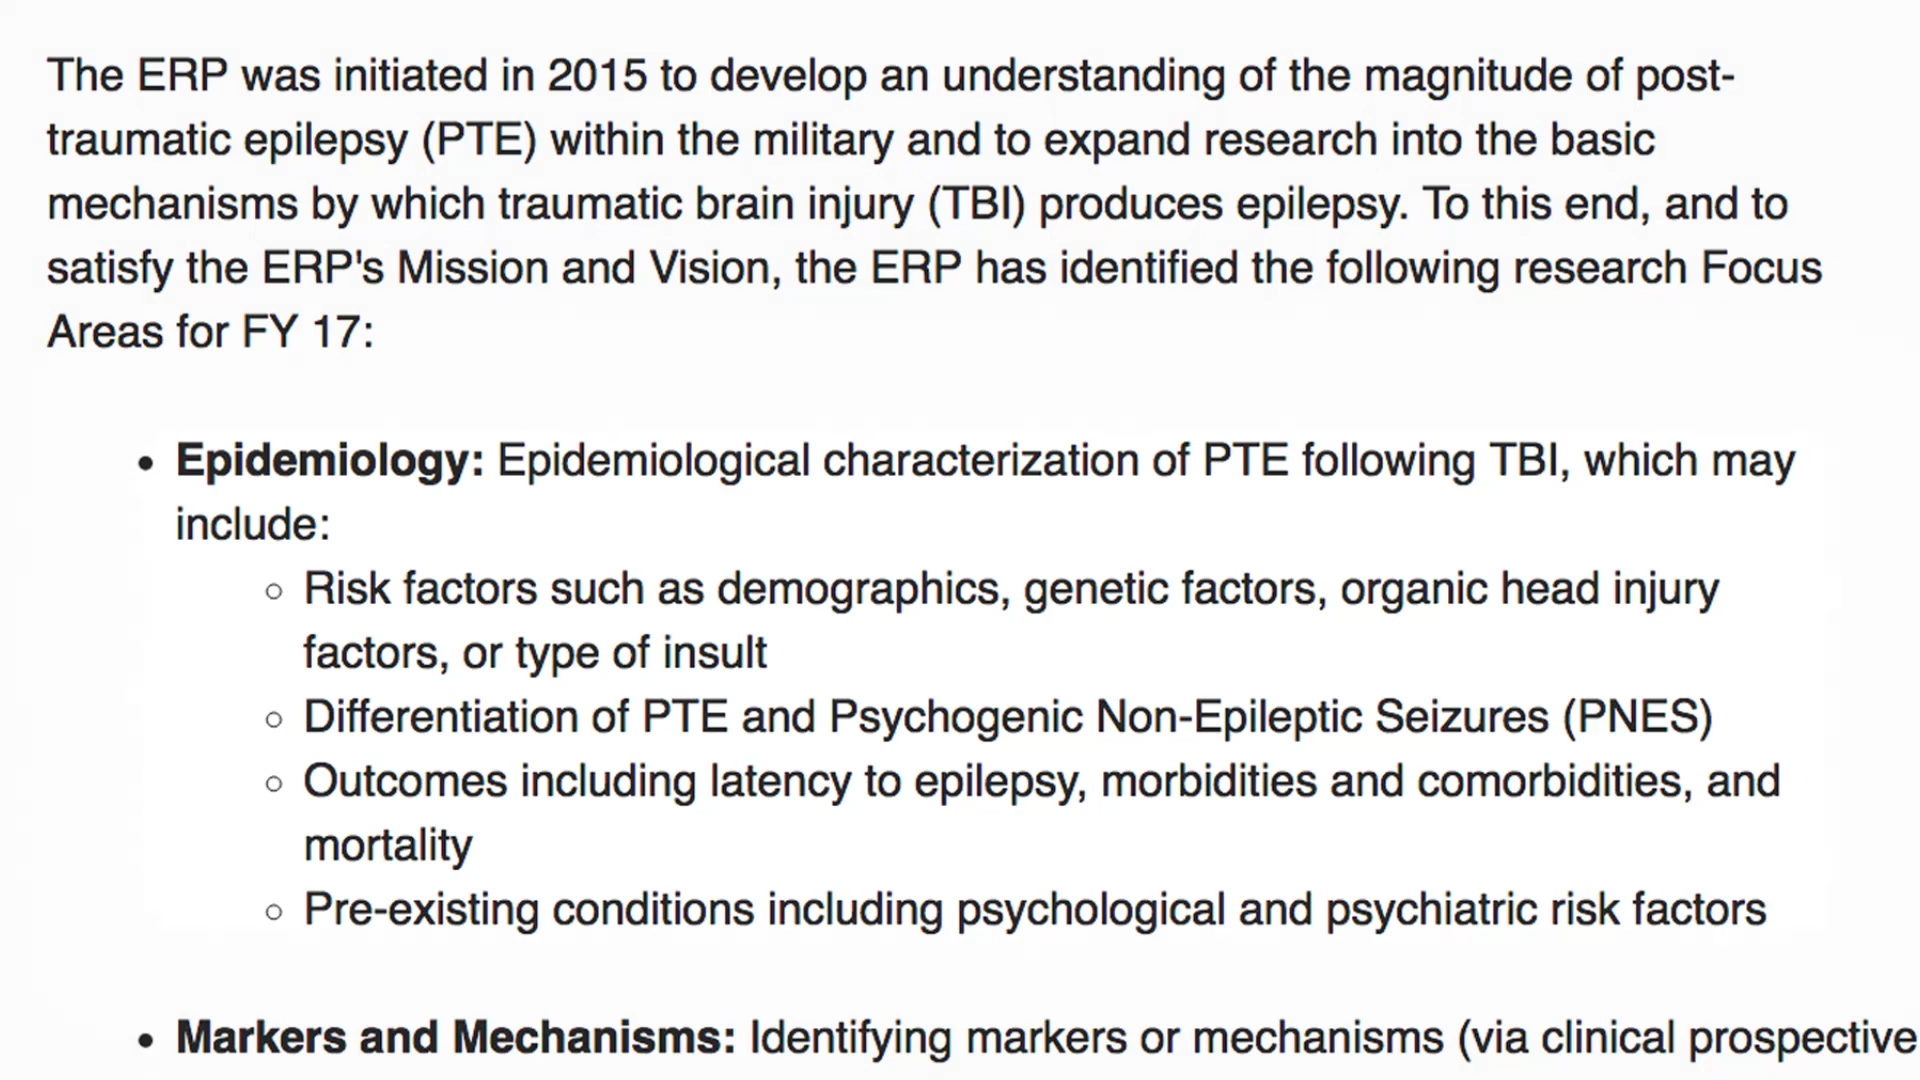 The ERP was initiated in 2015 to develop an understanding of the magnitude of post-
traumatic epilepsy (PTE) within the military and to expand research into the basic
mechanisms by which traumatic brain injury (TBI) produces epilepsy. To this end, and to
satisfy the ERP's Mission and Vision, the ERP has identified the following research Focus
Areas for FY 17:
• Epidemiology: Epidemiological characterization of PTE following TBI, which may
include:
○ Risk factors such as demographics, genetic factors, organic head injury
factors, or type of insult
○ Differentiation of PTE and Psychogenic Non-Epileptic Seizures (PNES)
○ Outcomes including latency to epilepsy, morbidities and comorbidities, and
mortality
○ Pre-existing conditions including psychological and psychiatric risk factors
• Markers and Mechanisms: Identifying markers or mechanisms (via clinical prospective